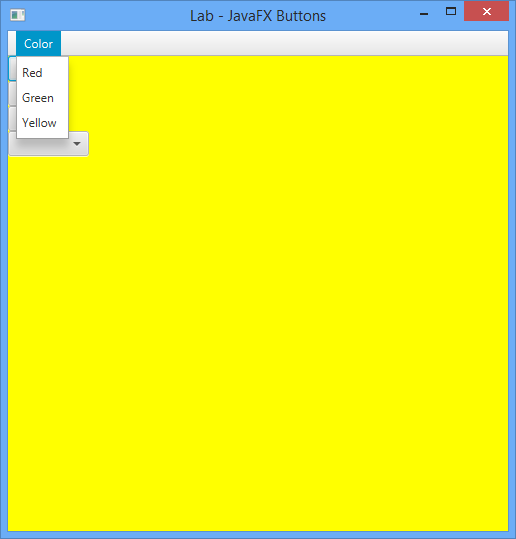 Lab - JavaFX Buttons
Color
Red
Green
Yellow